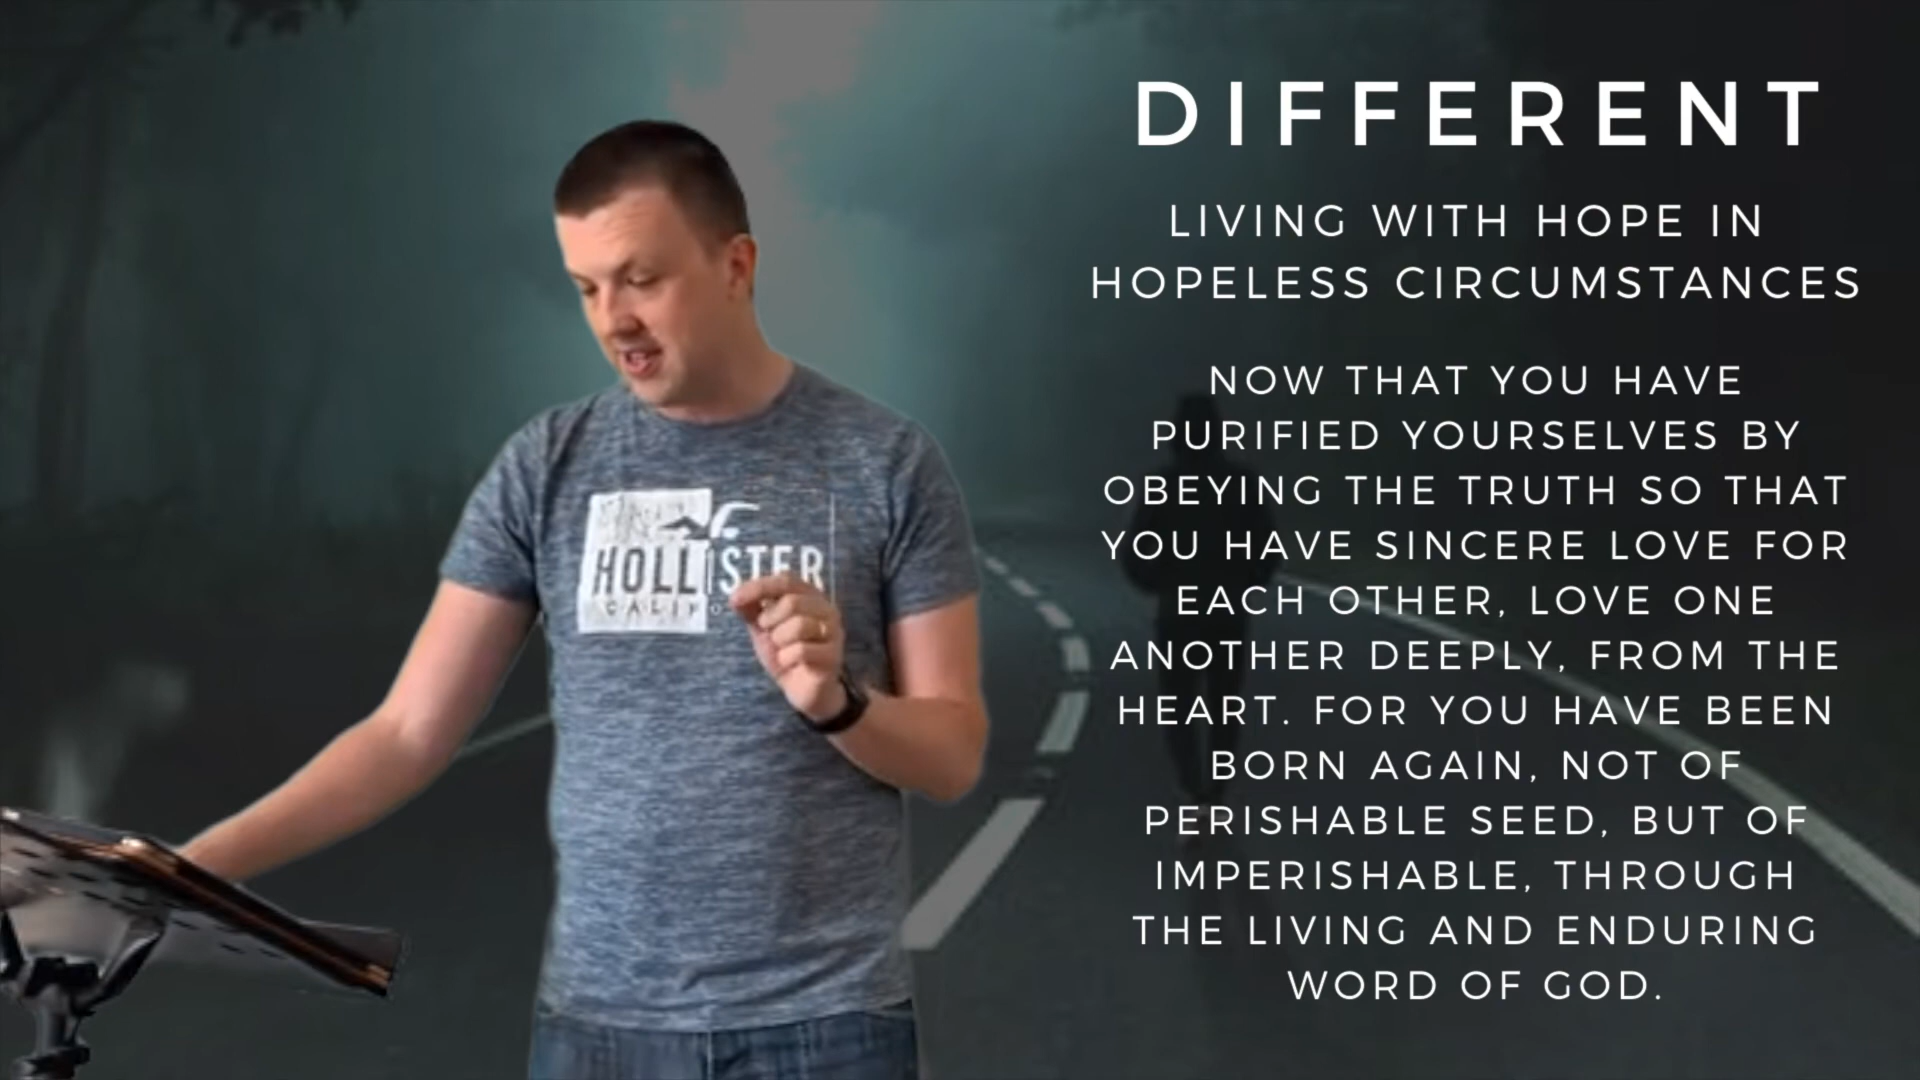 DIFFERENT
LIVING WITH HOPE IN
HOPELESS CIRCUMSTANCES
NOW THAT YOU HAVE
PURIFIED YOURSELVES BY
OBEYING THE TRUTH SO THAT
YOU HAVE SINCERE LOVE FOR
EACH OTHER, LOVE ONE
ANOTHER DEEPLY, FROM THE
HEART. FOR YOU HAVE BEEN
BORN AGAIN, NOT OF
PERISHABLE SEED, BUT OF
IMPERISHABLE, THROUGH
THE LIVING AND ENDURING
WORD OF GOD.
HOLLISTER